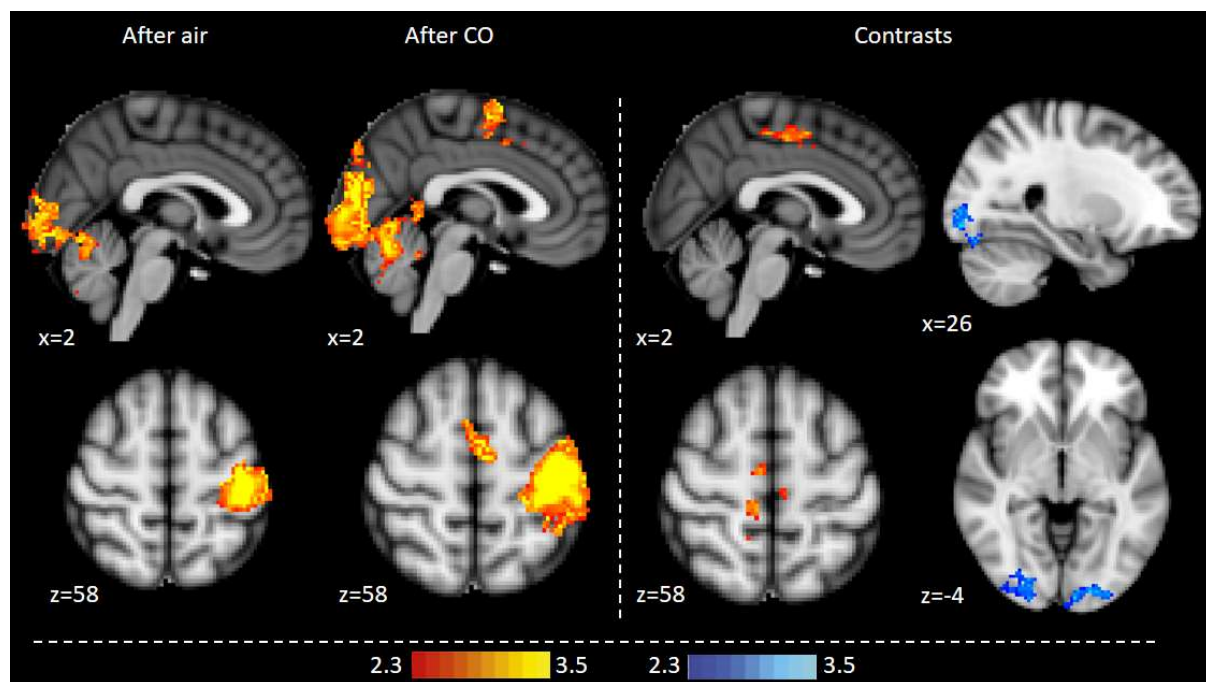 After air
After CO
Contrasts
x=2
x=2
x=2
x=26
z=58
z=58
z=58
z=-4
2.3
3.5
2.3
3.5